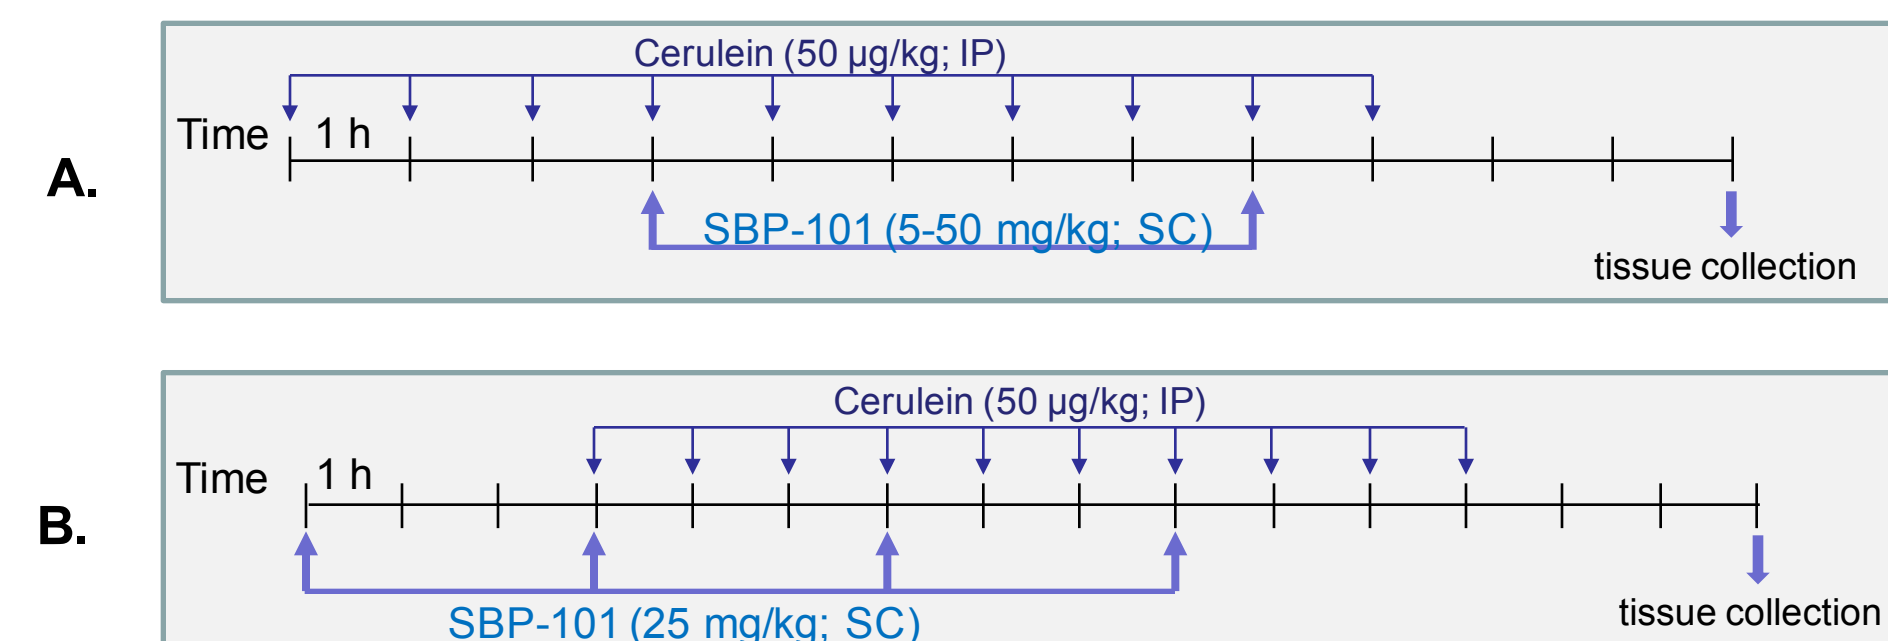 Cerulein (50 µg/kg; IP)
Time 1 h
A.
SBP-101 (5-50 mg/kg; SC)
tissue collection
Cerulein (50 µg/kg; IP)
Time 1 h
B.
SBP-101 (25 mg/kg; SC)
tissue collection